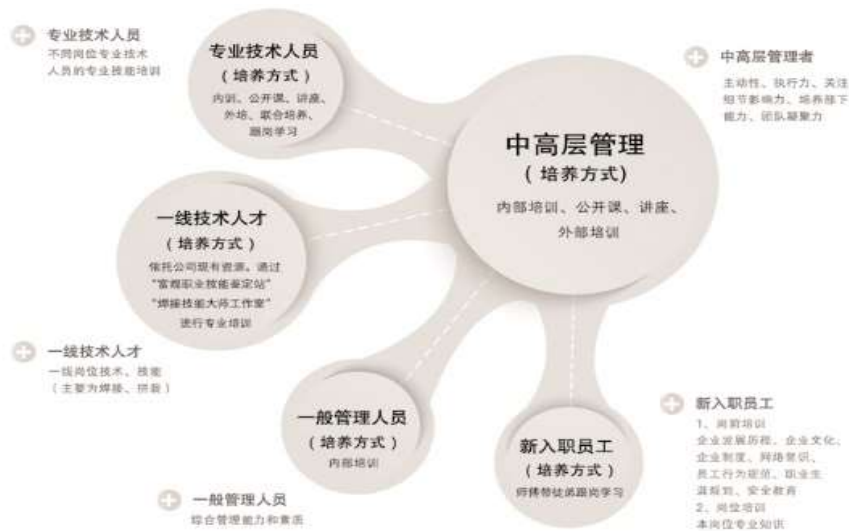 专业技术人员
不同岗位专业技术
人员的专业技能培训
专业技术人员
（培养方式）
内训、公开课、讲座、
外培、联合培养、
跟岗学习
中高层管理者
主动性、执行力、关注
细节影响力、培养部下
能力、团队凝聚力
中高层管理
（培养方式）
内部培训、公开课、讲座、
外部培训
一线技术人才
（培养方式）
依托公司现有资源，通过
“富煌职业技能鉴定站”
“焊接技能大师工作室”
进行专业培训
一线技术人才
一线岗位技术、技能
（主要为焊接、拼装）
一般管理人员
（培养方式）
内部培训
一般管理人员
综合管理能力和素质
新入职员工
（培养方式）
师傅带徒弟跟岗学习
新入职员工
1、岗前培训
企业发展历程、企业文化、
企业制度、网络常识、
员工行为规范、职业生
涯规划、安全教育
2、岗位培训
本岗位专业知识